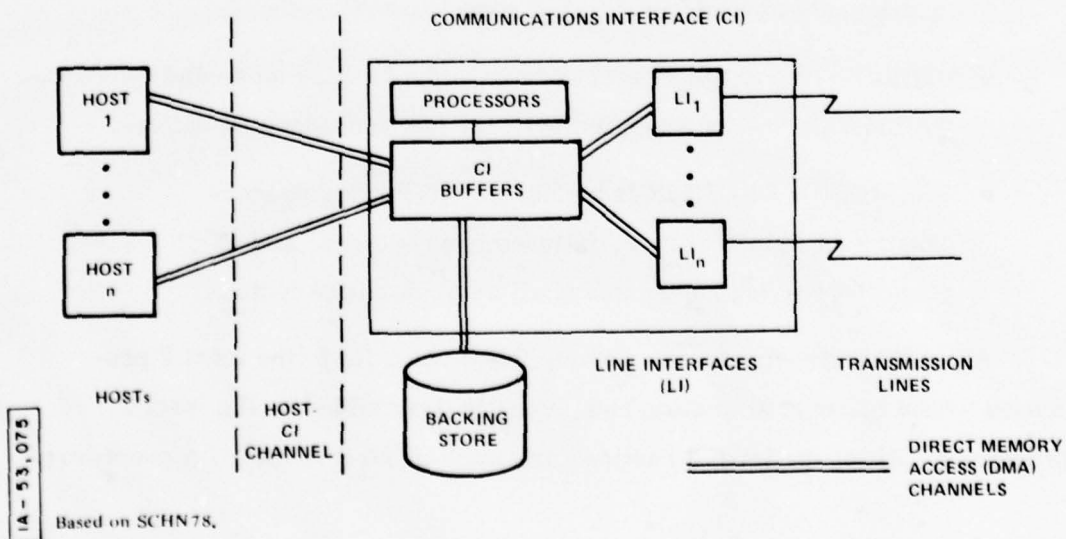 COMMUNICATIONS INTERFACE (CI)
HOST
1
PROCESSORS
LI1
CI
BUFFERS
HOST
n
LIn
HOSTs
HOST-
CI
CHANNEL
BACKING
STORE
LINE INTERFACES
(LI)
TRANSMISSION
LINES
DIRECT MEMORY
ACCESS (DMA)
CHANNELS
IA-53,075
Based on SCHN78.